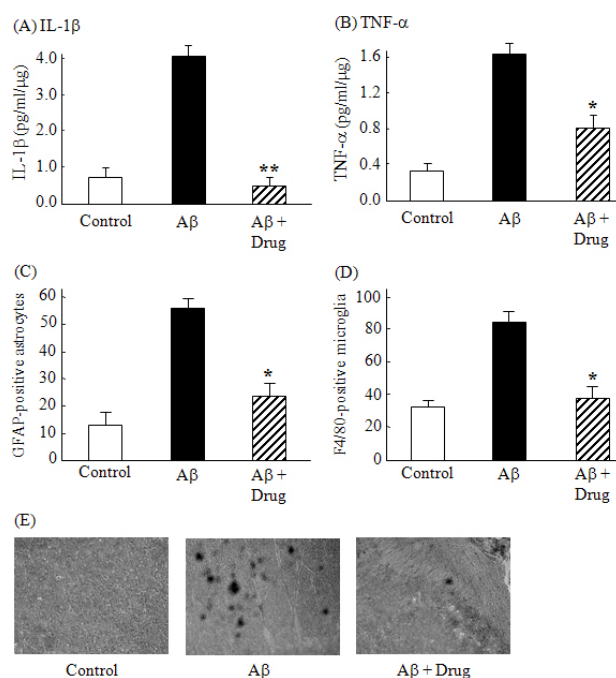 (A) IL-1β
IL-1β (pg/ml/μg)
4.0
3.0
2.0
1.0
0.0
**
Control
Aβ
Aβ +
Drug
(B) TNF-α
TNF-α (pg/ml/μg)
1.6
1.2
0.8
0.4
0.0
*
Control
Aβ
Aβ +
Drug
(C)
GFAP-positive astrocytes
60
50
40
30
20
10
0
*
Control
Aβ
Aβ +
Drug
(D)
F4/80-positive microglia
100
80
60
40
20
0
*
Control
Aβ
Aβ +
Drug
(E)
Control
Aβ
Aβ + Drug